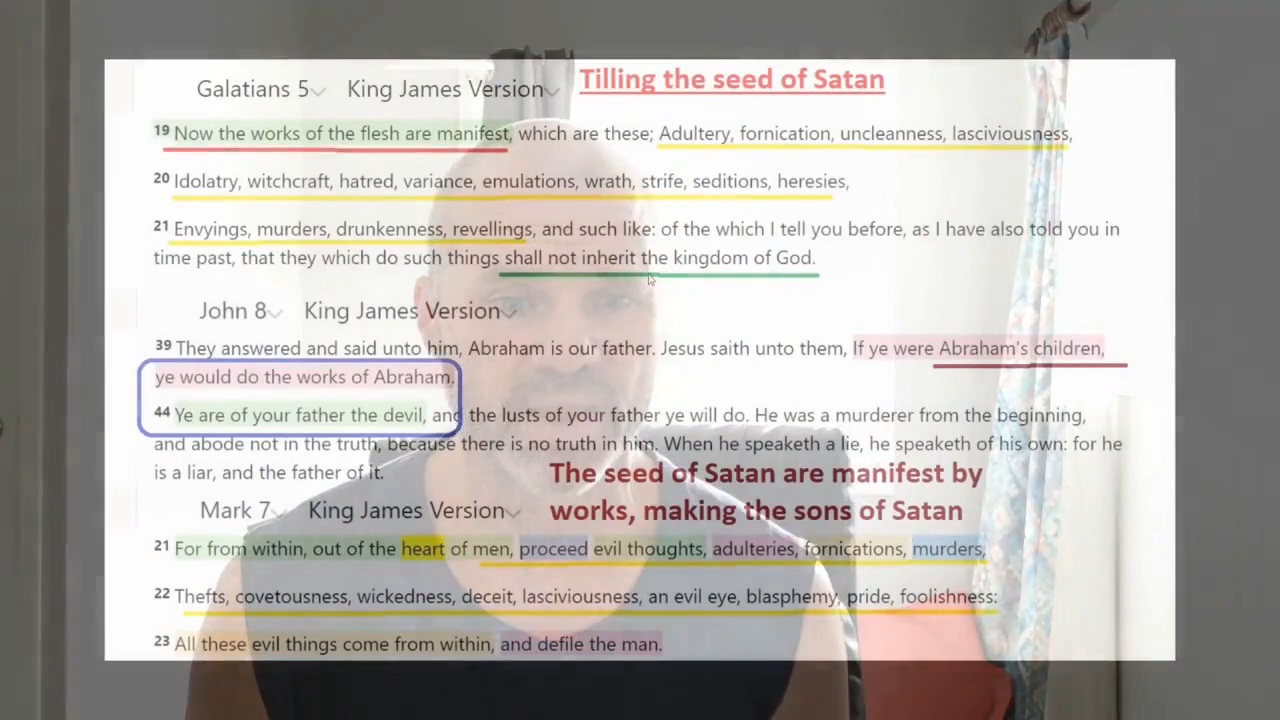 Galatians 5 King James Version Tilling the seed of Satan
19 Now the works of the flesh are manifest, which are these; Adultery, fornication, uncleanness, lasciviousness,
20 Idolatry, witchcraft, hatred, variance, emulations, wrath, strife, seditions, heresies,
21 Envyings, murders, drunkenness, revellings, and such like: of the which I tell you before, as I have also told you in
time past, that they which do such things shall not inherit the kingdom of God.
John 8 King James Version
39 They answered and said unto him, Abraham is our father. Jesus saith unto them, If ye were Abraham's children,
ye would do the works of Abraham.
44 Ye are of your father the devil, and the lusts of your father ye will do. He was a murderer from the beginning,
and abode not in the truth, because there is no truth in him. When he speaketh a lie, he speaketh of his own: for he
is a liar, and the father of it.
The seed of Satan are manifest by
works, making the sons of Satan
Mark 7 King James Version
21 For from within, out of the heart of men, proceed evil thoughts, adulteries, fornications, murders,
22 Thefts, covetousness, wickedness, deceit, lasciviousness, an evil eye, blasphemy, pride, foolishness:
23 All these evil things come from within, and defile the man.